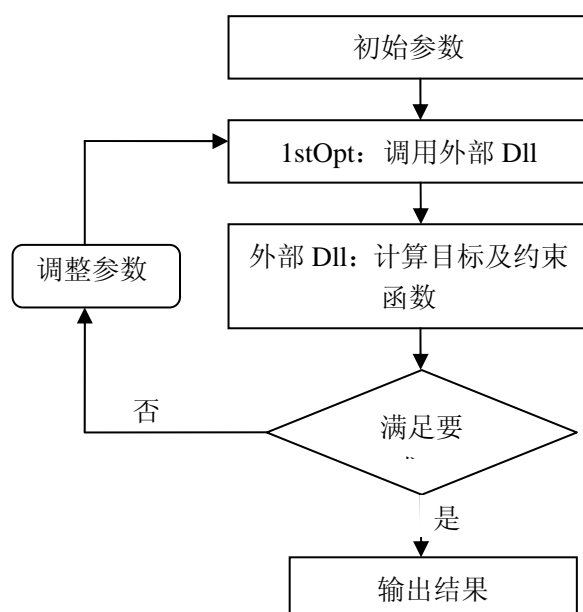 初始参数
1stOpt：调用外部 Dll
外部 Dll：计算目标及约束
函数
调整参数
否
满足要
是
输出结果